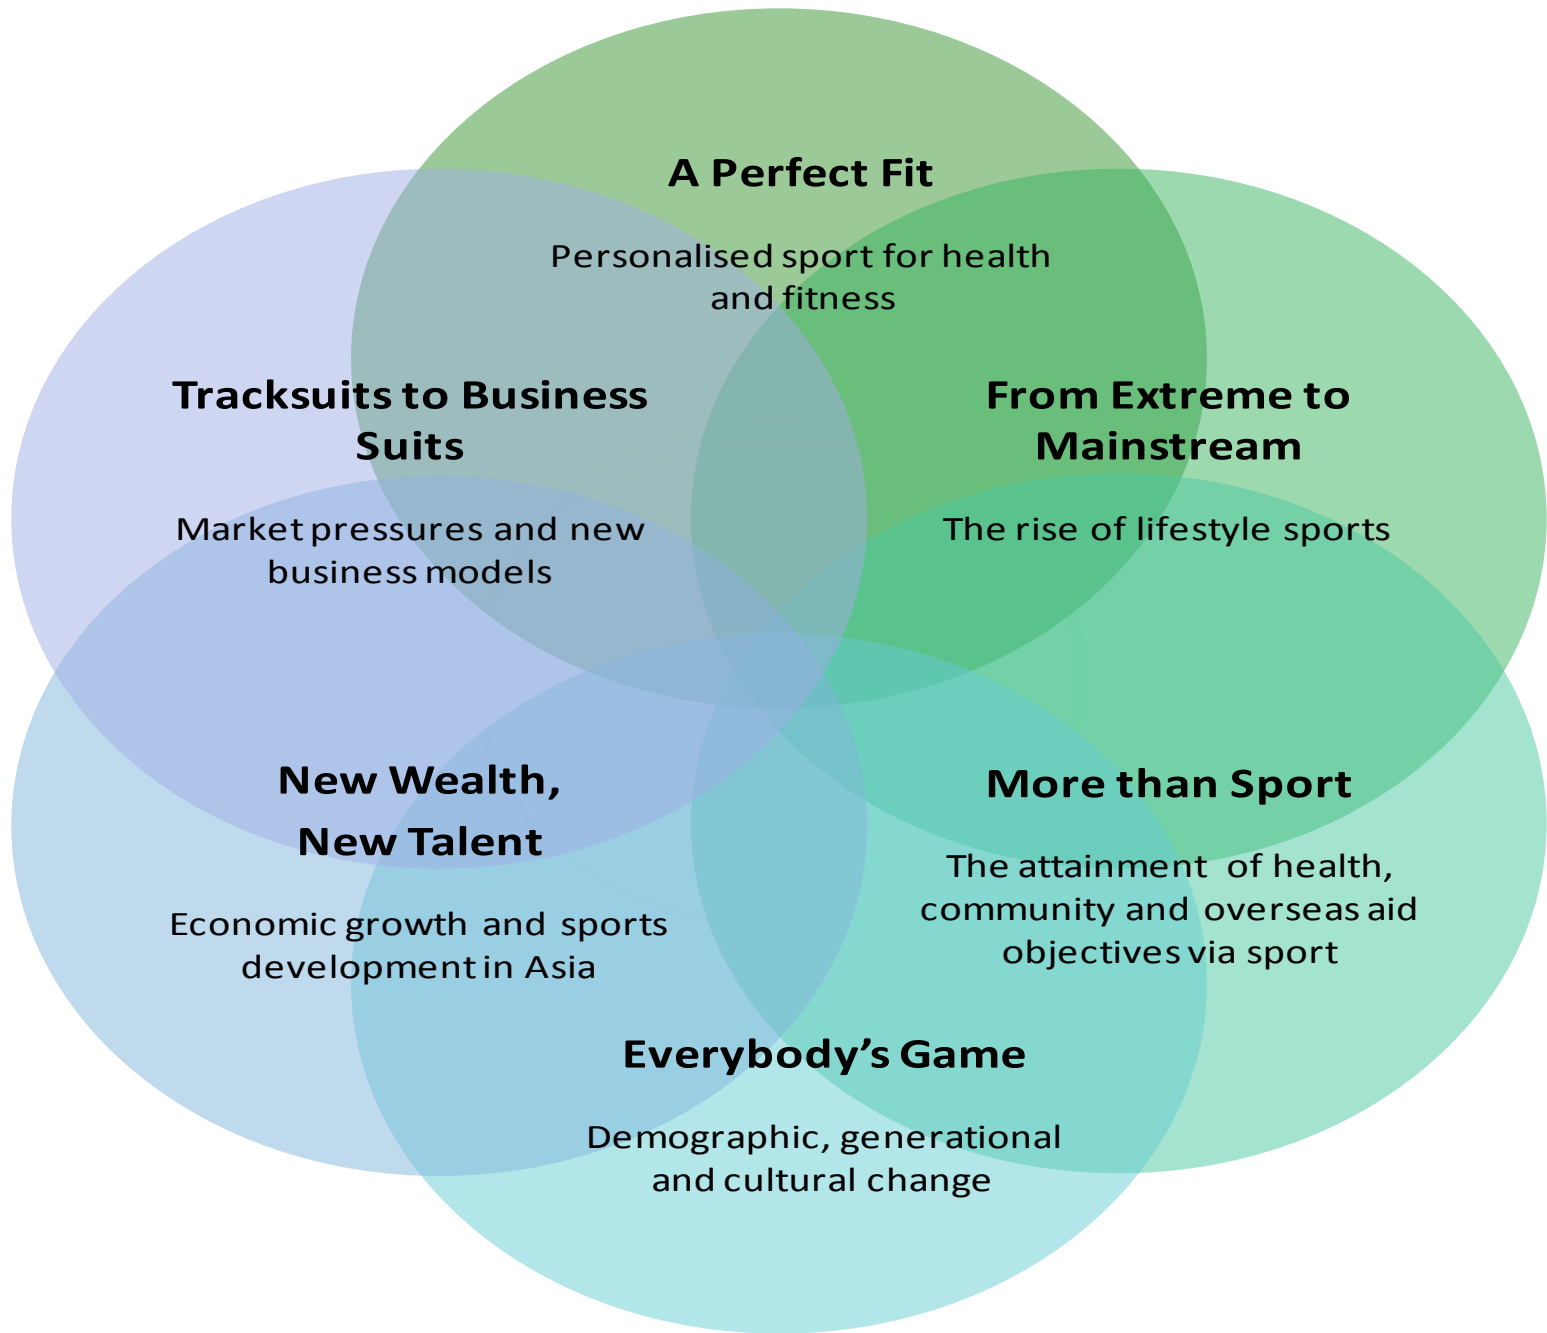 A Perfect Fit
Personalised sport for health
and fitness
Tracksuits to Business
Suits
Market pressures and new
business models
From Extreme to
Mainstream
The rise of lifestyle sports
New Wealth,
New Talent
Economic growth and sports
development in Asia
More than Sport
The attainment of health,
community and overseas aid
objectives via sport
Everybody’s Game
Demographic, generational
and cultural change